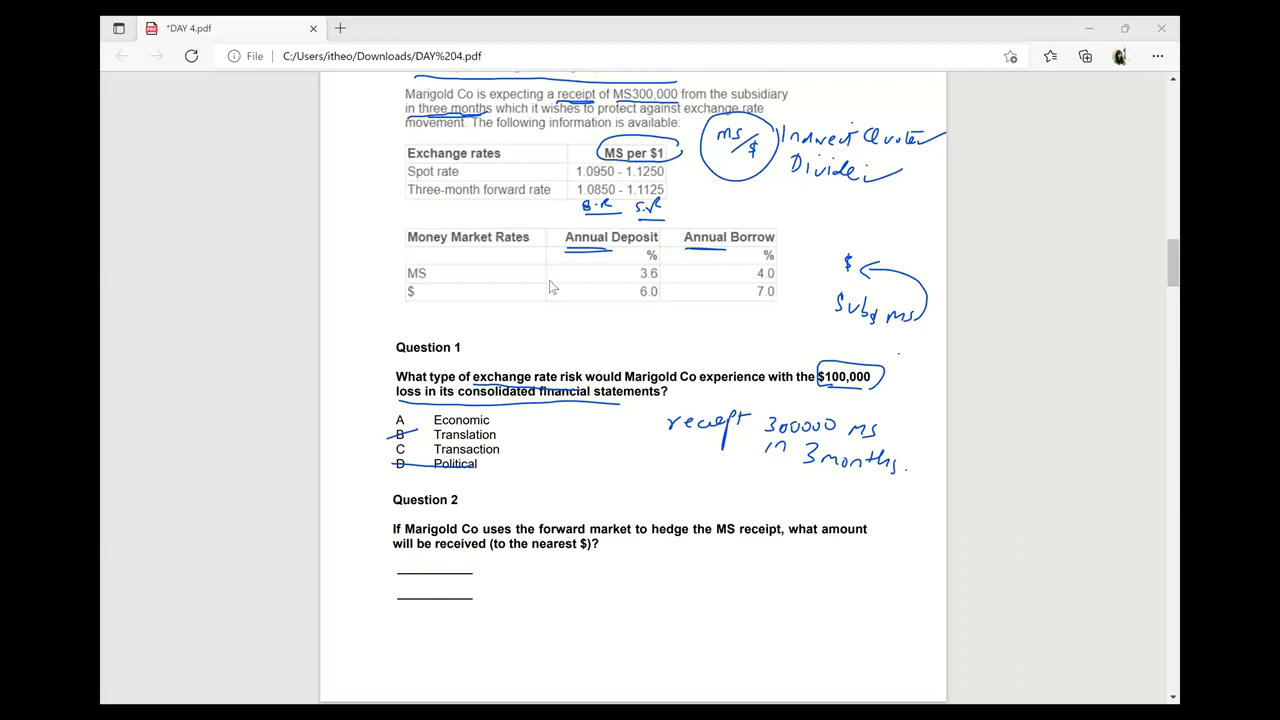 *DAY 4.pdf
File C:/Users/itheo/Downloads/DAY%204.pdf
Marigold Co is expecting a receipt of MS300,000 from the subsidiary
in three months which it wishes to protect against exchange rate
movement. The following information is available:
ms/$ Indirect Quote
Divide
Exchange rates MS per $1
Spot rate 1.0950 - 1.1250
Three-month forward rate 1.0850 - 1.1125
B.R S.R
Money Market Rates Annual Deposit Annual Borrow
% %
MS 3.6 4.0
$ 6.0 7.0
$
Subs MS
Question 1
What type of exchange rate risk would Marigold Co experience with the $100,000
loss in its consolidated financial statements?
A Economic
B Translation
C Transaction
D Political
receipt 300000 MS
in 3 months.
Question 2
If Marigold Co uses the forward market to hedge the MS receipt, what amount
will be received (to the nearest $)?